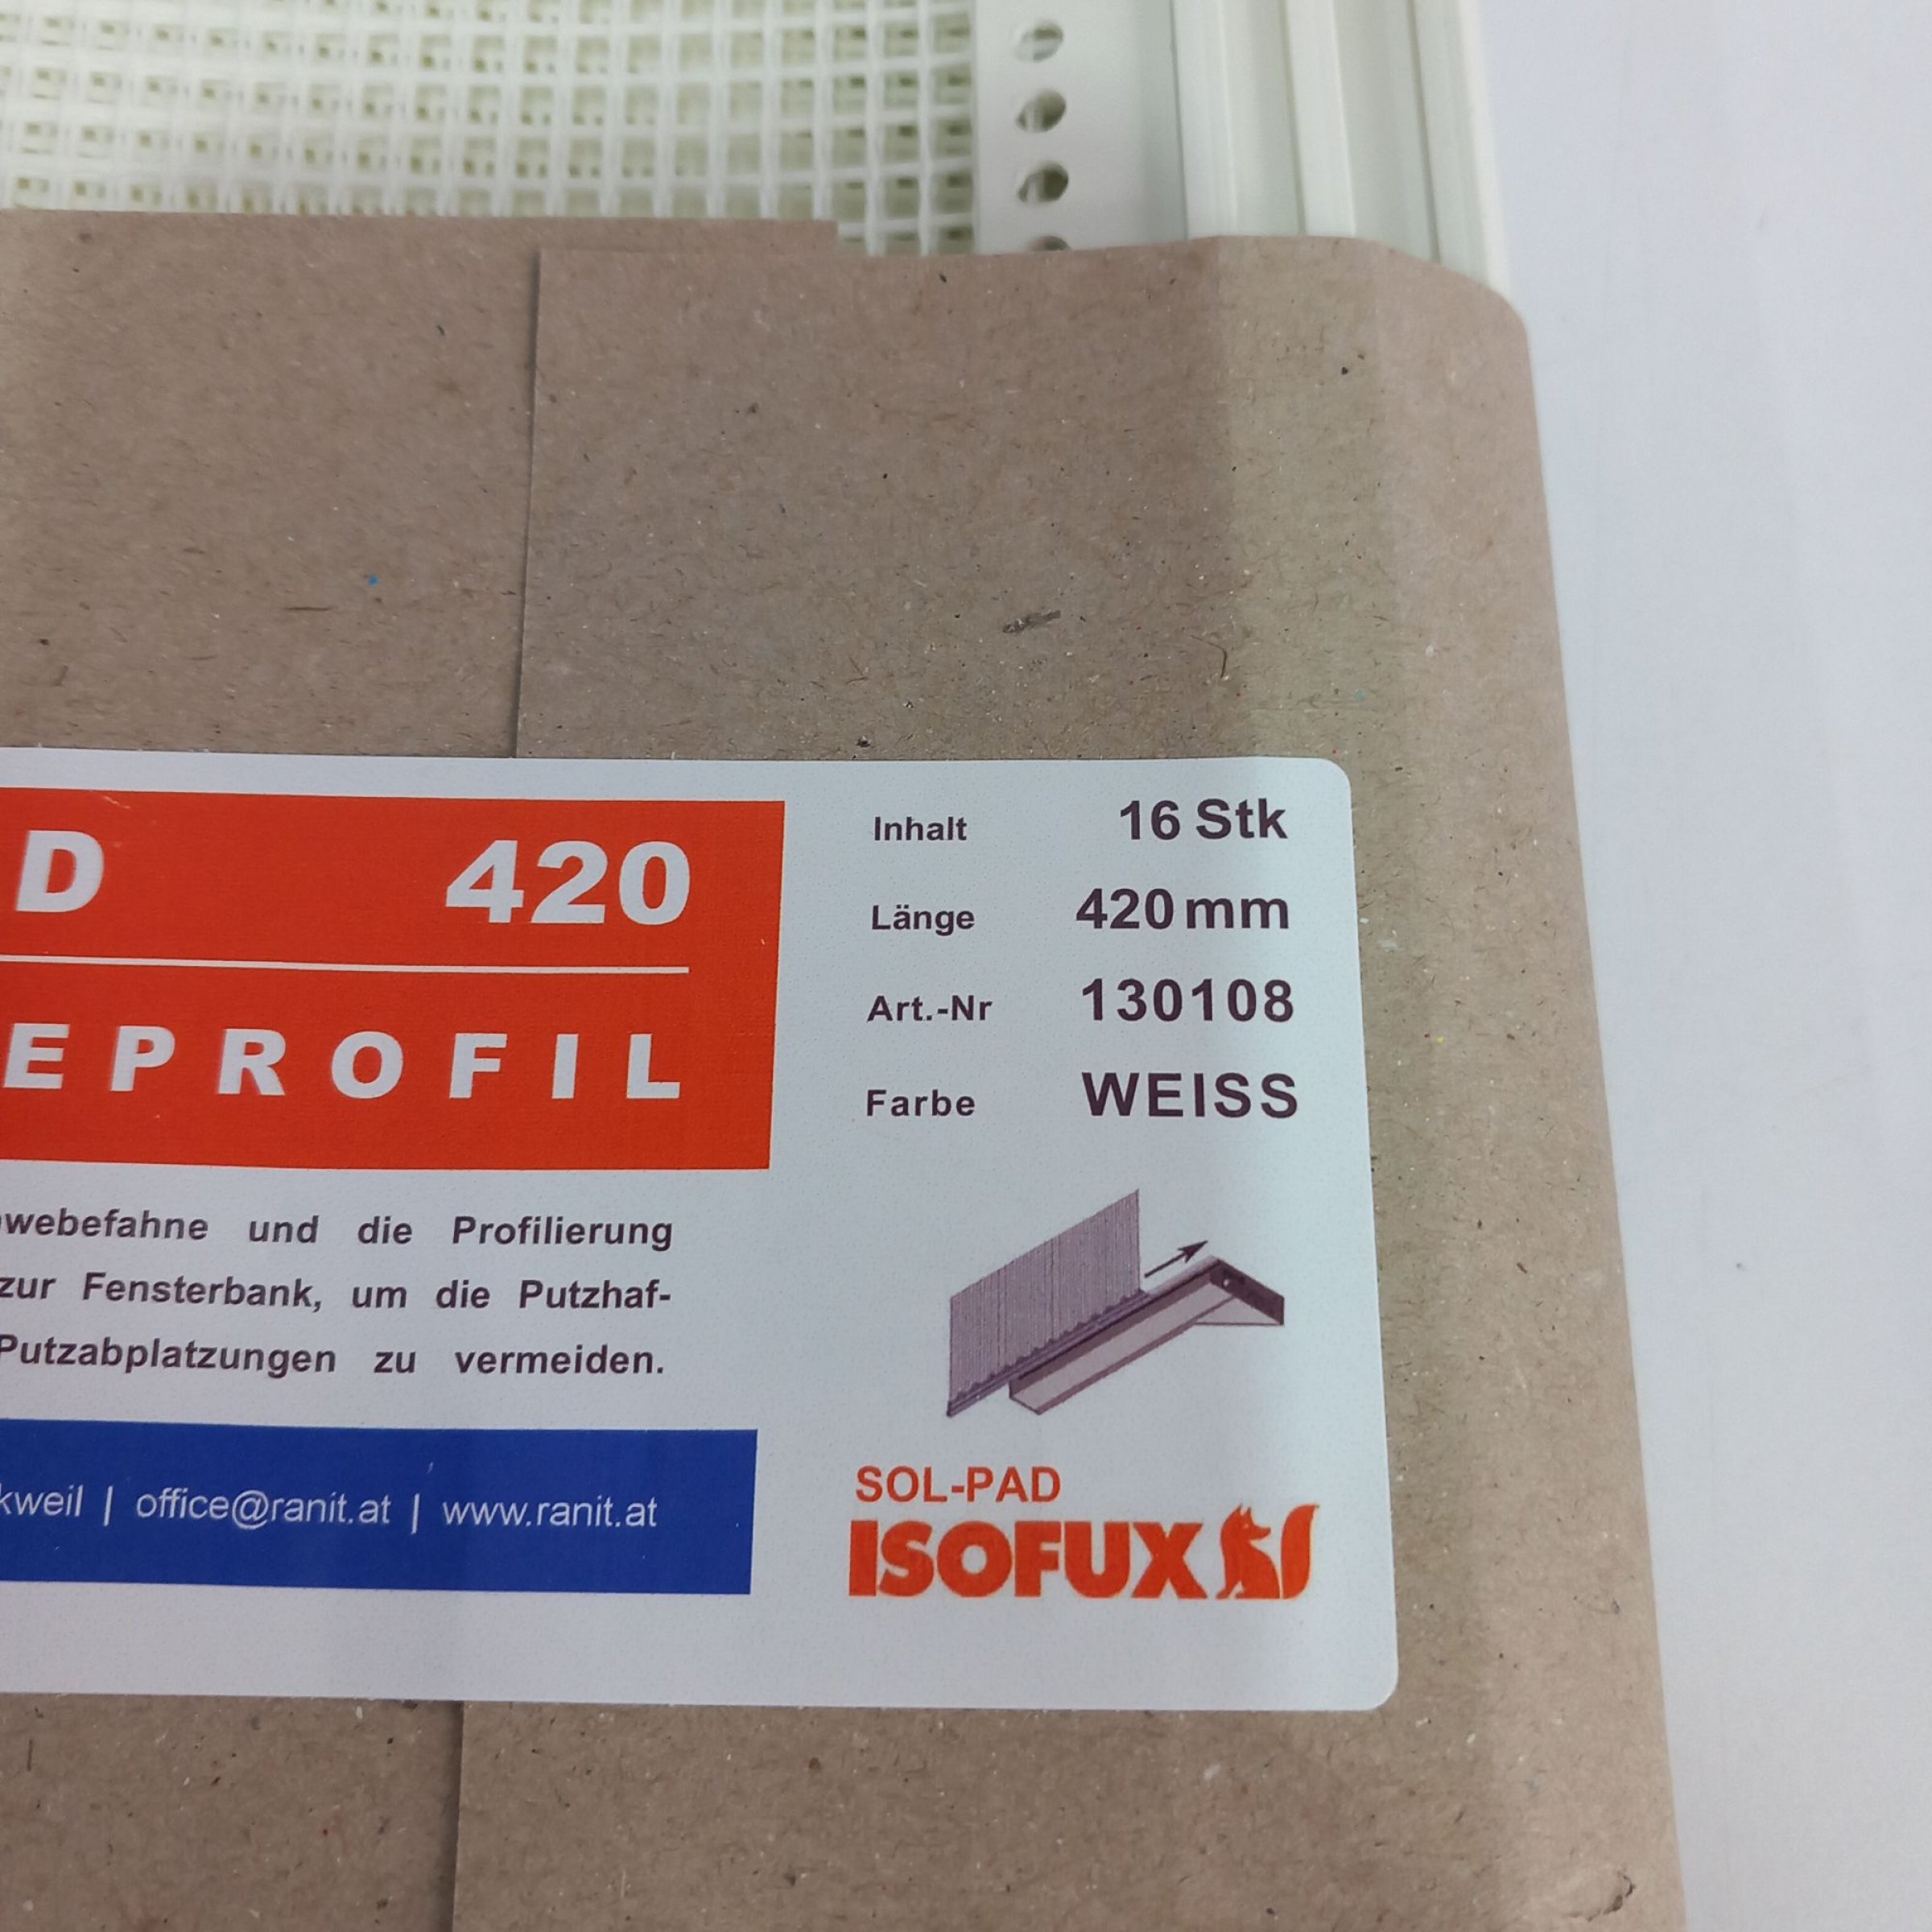 D 420
EPROFIL
webefahne und die Profilierung
zur Fensterbank, um die Putzhaf-
Putzabplatzungen zu vermeiden.
kweil | office@ranit.at | www.ranit.at
Inhalt 16 Stk
Länge 420 mm
Art.-Nr 130108
Farbe WEISS
SOL-PAD
ISOFUX